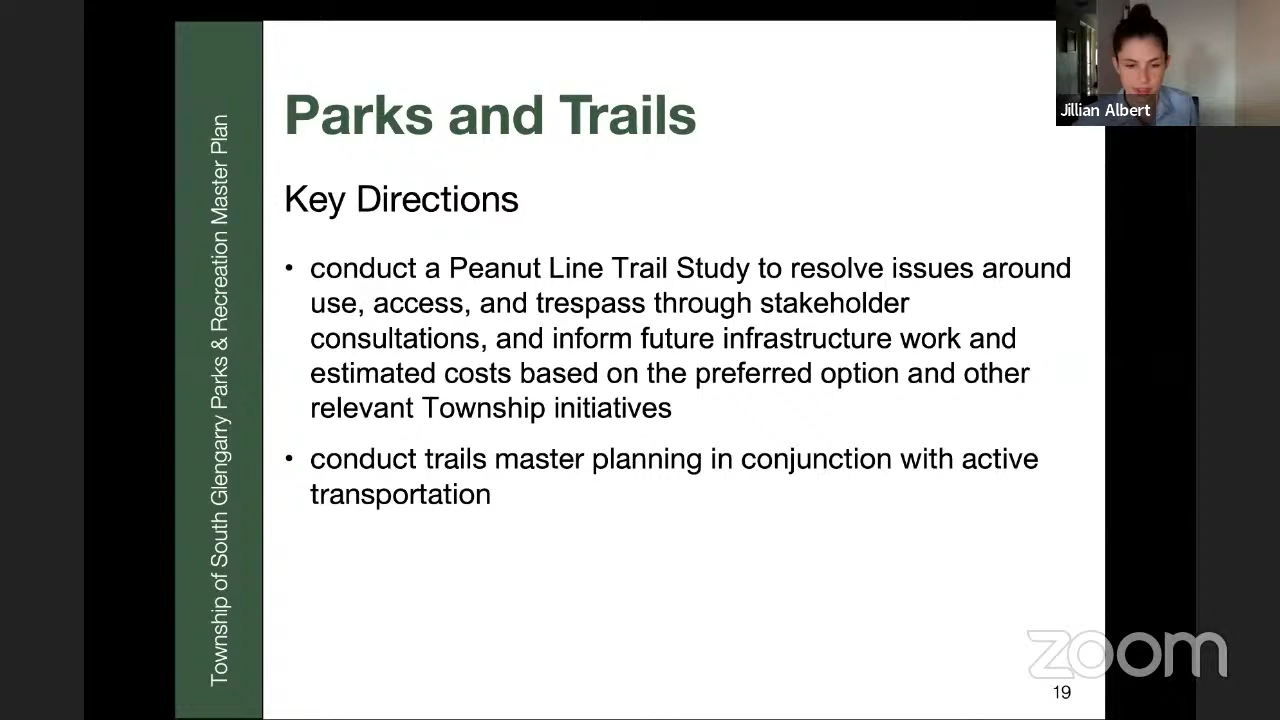 Township of South Glengarry Parks & Recreation Master Plan
Parks and Trails
Key Directions
• conduct a Peanut Line Trail Study to resolve issues around
use, access, and trespass through stakeholder
consultations, and inform future infrastructure work and
estimated costs based on the preferred option and other
relevant Township initiatives
• conduct trails master planning in conjunction with active
transportation
Jillian Albert
zoom
19